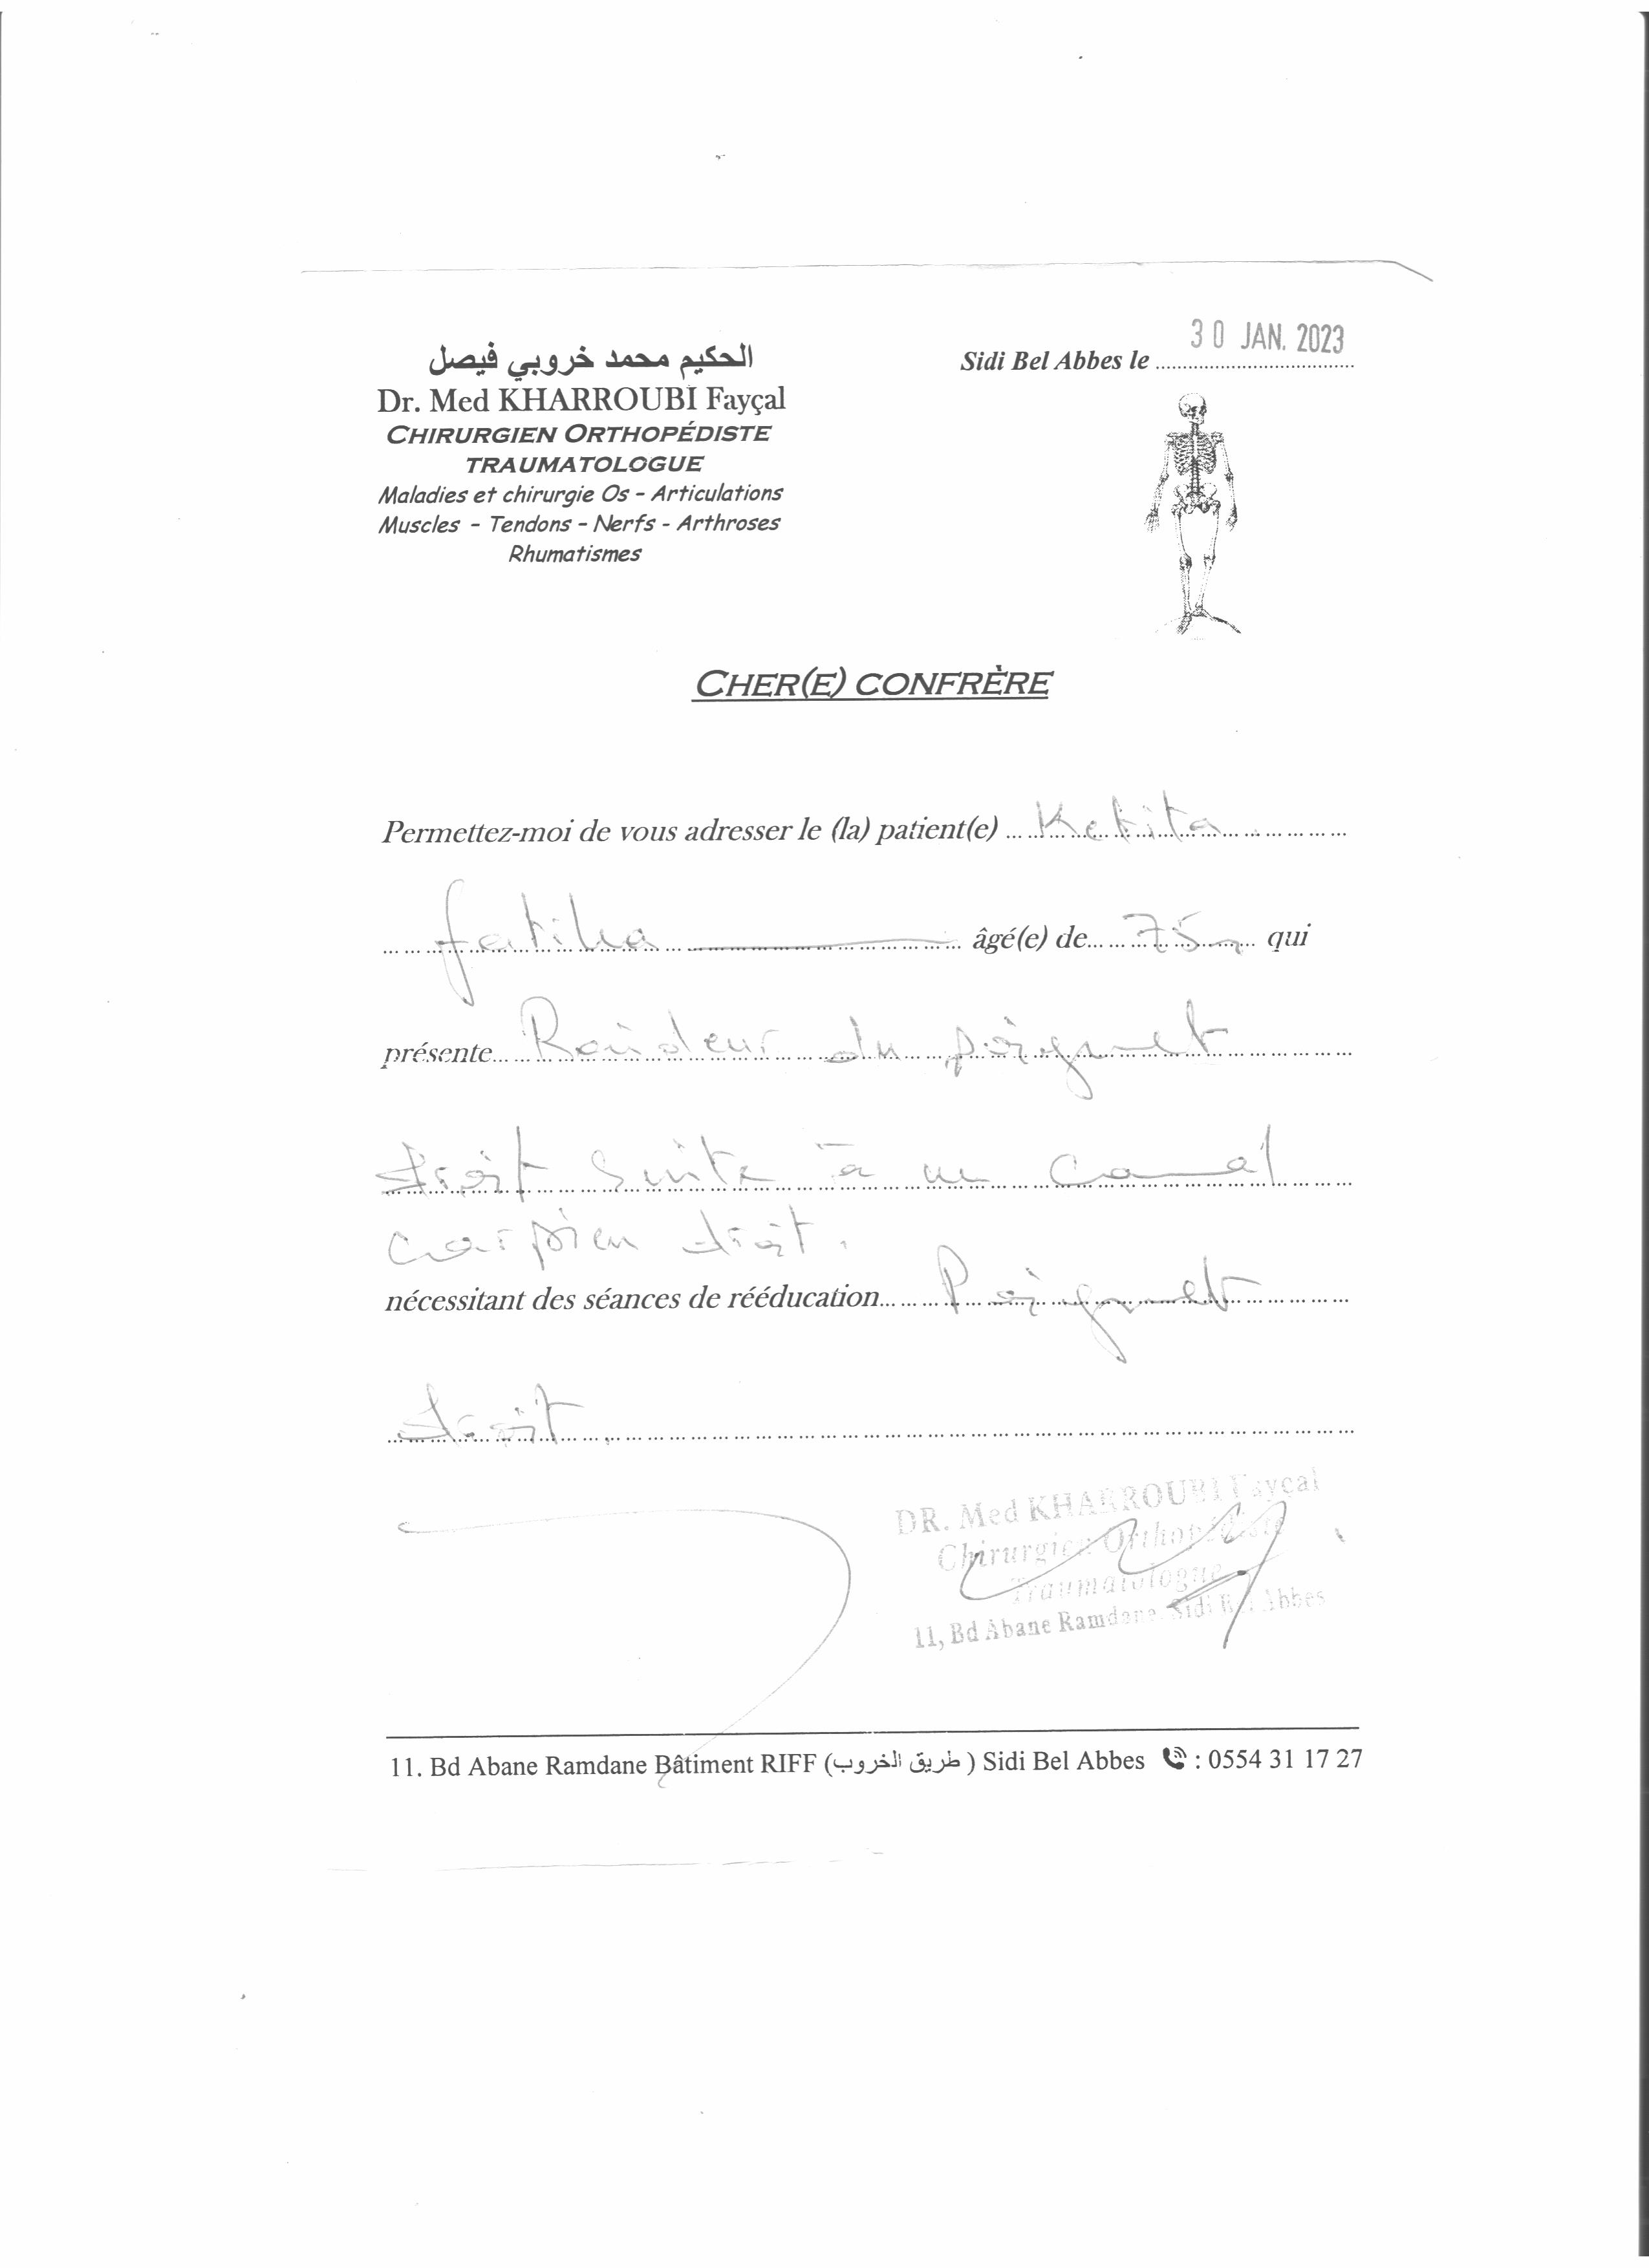 الحكيم محمد خروبي فيصل
Dr. Med KHARROUBI Fayçal
CHIRURGIEN ORTHOPÉDISTE
TRAUMATOLOGUE
Maladies et chirurgie Os - Articulations
Muscles - Tendons - Nerfs - Arthroses
Rhumatismes
Sidi Bel Abbes le 30 JAN. 2023
CHER(E) CONFRÈRE
Permettez-moi de vous adresser le (la) patient(e)
fatiha âgé(e) de 75 qui
présente Raideur du poignet
droit suite à un canal
carpien droit.
nécessitant des séances de rééducation Poignet
droit.
DR. Med KHARROUBI Fayçal
Chirurgien Orthopédiste
Traumatologue
11, Bd Abane Ramdane Sidi Bel Abbes
11. Bd Abane Ramdane Bâtiment RIFF (طريق الخروب) Sidi Bel Abbes : 0554 31 17 27